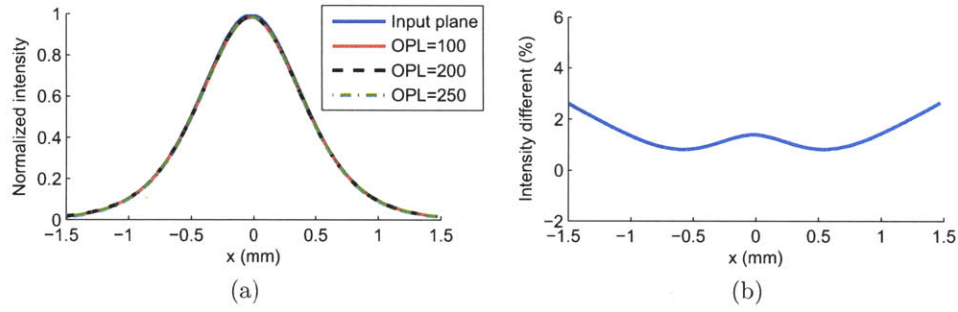 Normalized intensity
1
0.8
0.6
0.4
0.2
0
−1.5 −1 −0.5 0 0.5 1 1.5
x (mm)
Input plane
OPL=100
OPL=200
OPL=250
(a)
Intensity different (%)
6
4
2
0
−2
−1.5 −1 −0.5 0 0.5 1 1.5
x (mm)
(b)